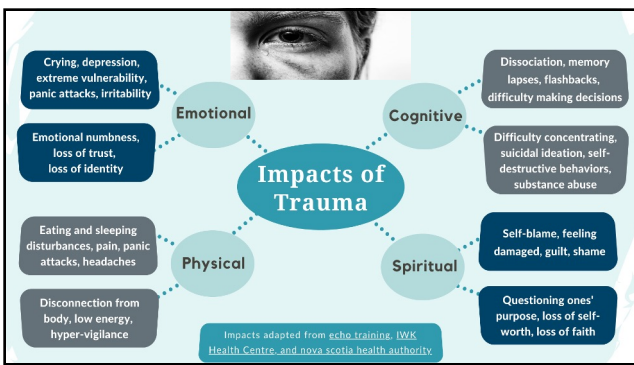 Crying, depression,
extreme vulnerability,
panic attacks, irritability
Emotional
Emotional numbness,
loss of trust,
loss of identity
Dissociation, memory
lapses, flashbacks,
difficulty making decisions
Cognitive
Difficulty concentrating,
suicidal ideation, self-
destructive behaviors,
substance abuse
Impacts of
Trauma
Eating and sleeping
disturbances, pain, panic
attacks, headaches
Physical
Disconnection from
body, low energy,
hyper-vigilance
Self-blame, feeling
damaged, guilt, shame
Spiritual
Questioning ones'
purpose, loss of self-
worth, loss of faith
Impacts adapted from echo training, IWK
Health Centre, and nova scotia health authority